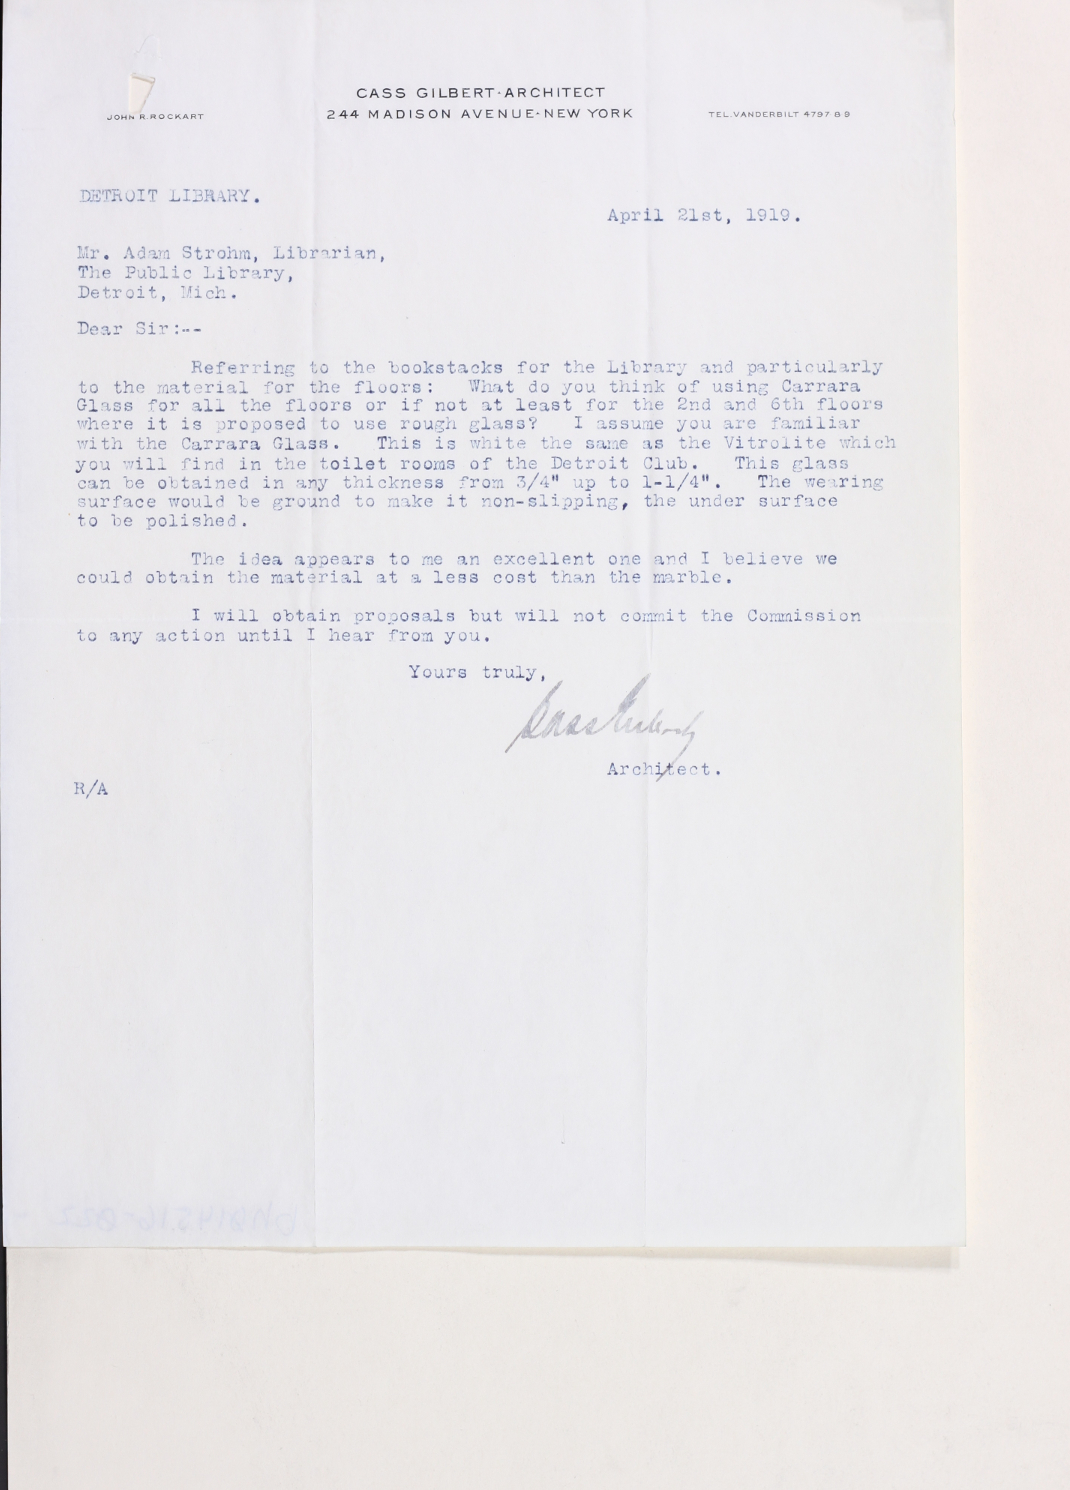 CASS GILBERT·ARCHITECT
JOHN R. ROCKART
244 MADISON AVENUE·NEW YORK
TEL. VANDERBILT 4797 8 9
DETROIT LIBRARY.
April 21st, 1919.
Mr. Adam Strohm, Librarian,
The Public Library,
Detroit, Mich.
Dear Sir:--
Referring to the bookstacks for the Library and particularly
to the material for the floors: What do you think of using Carrara
Glass for all the floors or if not at least for the 2nd and 6th floors
where it is proposed to use rough glass? I assume you are familiar
with the Carrara Glass. This is white the same as the Vitrolite which
you will find in the toilet rooms of the Detroit Club. This glass
can be obtained in any thickness from 3/4" up to 1-1/4". The wearing
surface would be ground to make it non-slipping, the under surface
to be polished.
The idea appears to me an excellent one and I believe we
could obtain the material at a less cost than the marble.
I will obtain proposals but will not commit the Commission
to any action until I hear from you.
Yours truly,
Cass Gilbert
Architect.
R/A